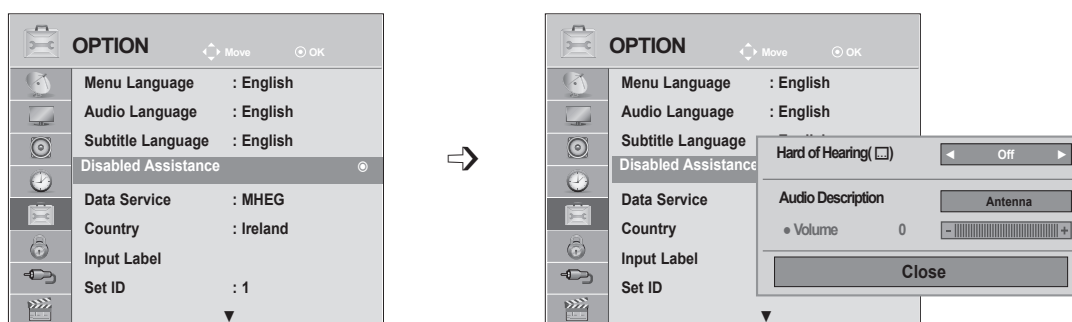 OPTION
Move
OK
Menu Language : English
Audio Language : English
Subtitle Language : English
Disabled Assistance
Data Service : MHEG
Country : Ireland
Input Label
Set ID : 1
OPTION
Move
OK
Menu Language : English
Audio Language : English
Subtitle Language
Disabled Assistance
Data Service
Country
Input Label
Set ID
Hard of Hearing( )
◄ Off ►
Audio Description
Antenna
● Volume 0
- +
Close